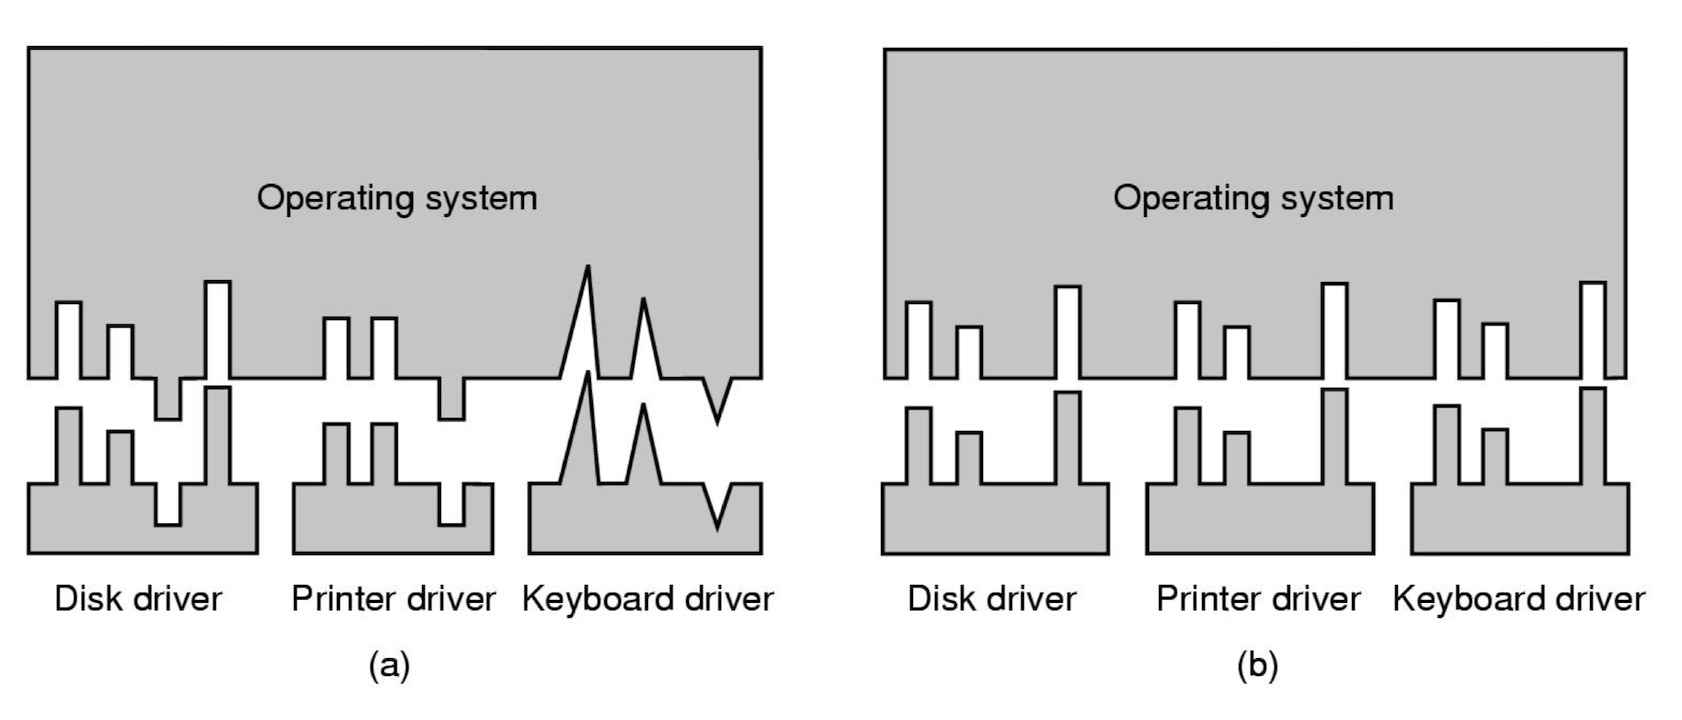 Operating system
Disk driver
Printer driver
Keyboard driver
(a)
Operating system
Disk driver
Printer driver
Keyboard driver
(b)